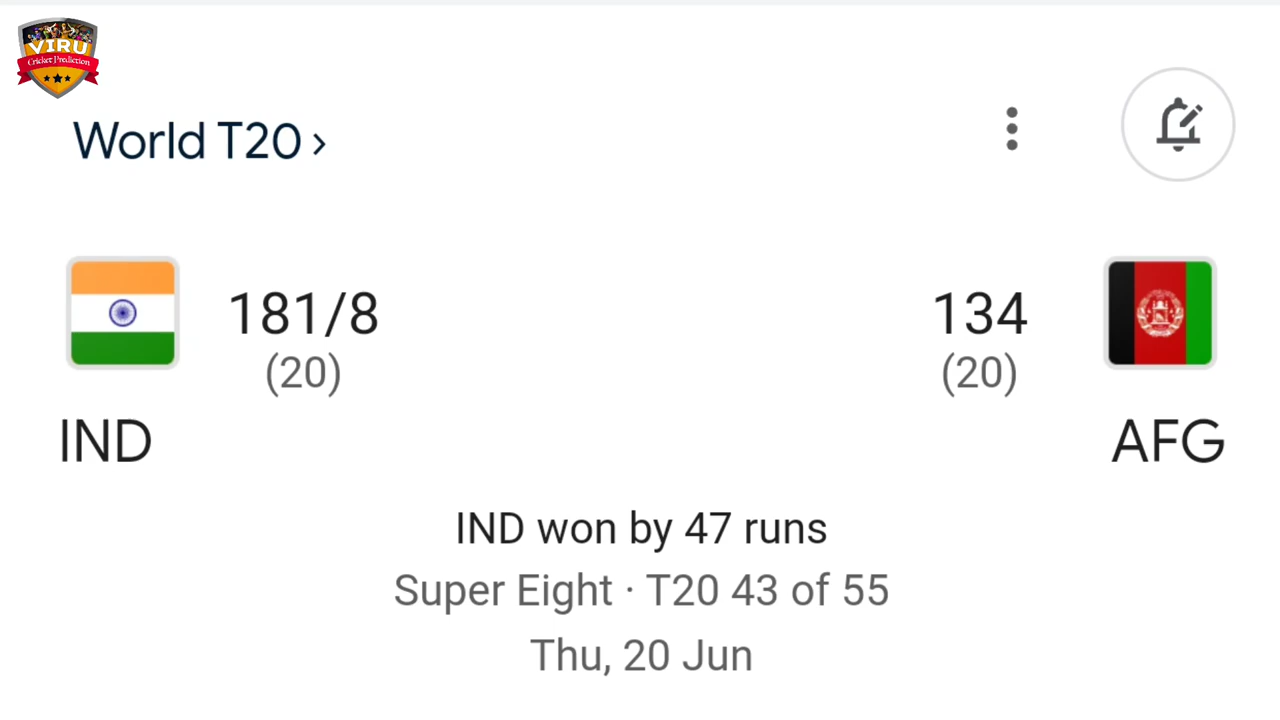 VIRU
Cricket Prediction
World T20 ›
181/8
(20)
IND
134
(20)
AFG
IND won by 47 runs
Super Eight · T20 43 of 55
Thu, 20 Jun